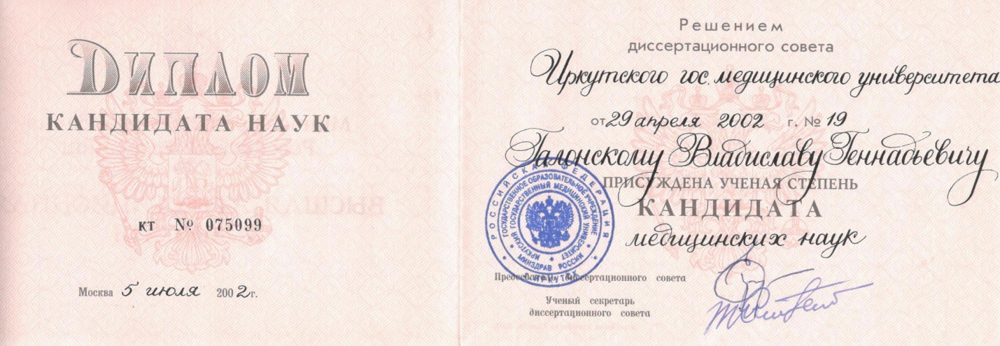 ДИПЛОМ
КАНДИДАТА НАУК
КТ № 075099
Москва 5 июля 2002г.
Решением
диссертационного совета
Иркутского гос. медицинского университета
от 29 апреля 2002 г. № 19
Галонскому Владиславу Геннадьевичу
ПРИСУЖДЕНА УЧЕНАЯ СТЕПЕНЬ
КАНДИДАТА
медицинских наук
РОССИЙСКАЯ ФЕДЕРАЦИЯ
ГОСУДАРСТВЕННОЕ ОБРАЗОВАТЕЛЬНОЕ УЧРЕЖДЕНИЕ
ИРКУТСКИЙ ГОСУДАРСТВЕННЫЙ МЕДИЦИНСКИЙ УНИВЕРСИТЕТ
МИНЗДРАВ РОССИИ
г. ИРКУТСК
Председатель диссертационного совета
Ученый секретарь
диссертационного совета